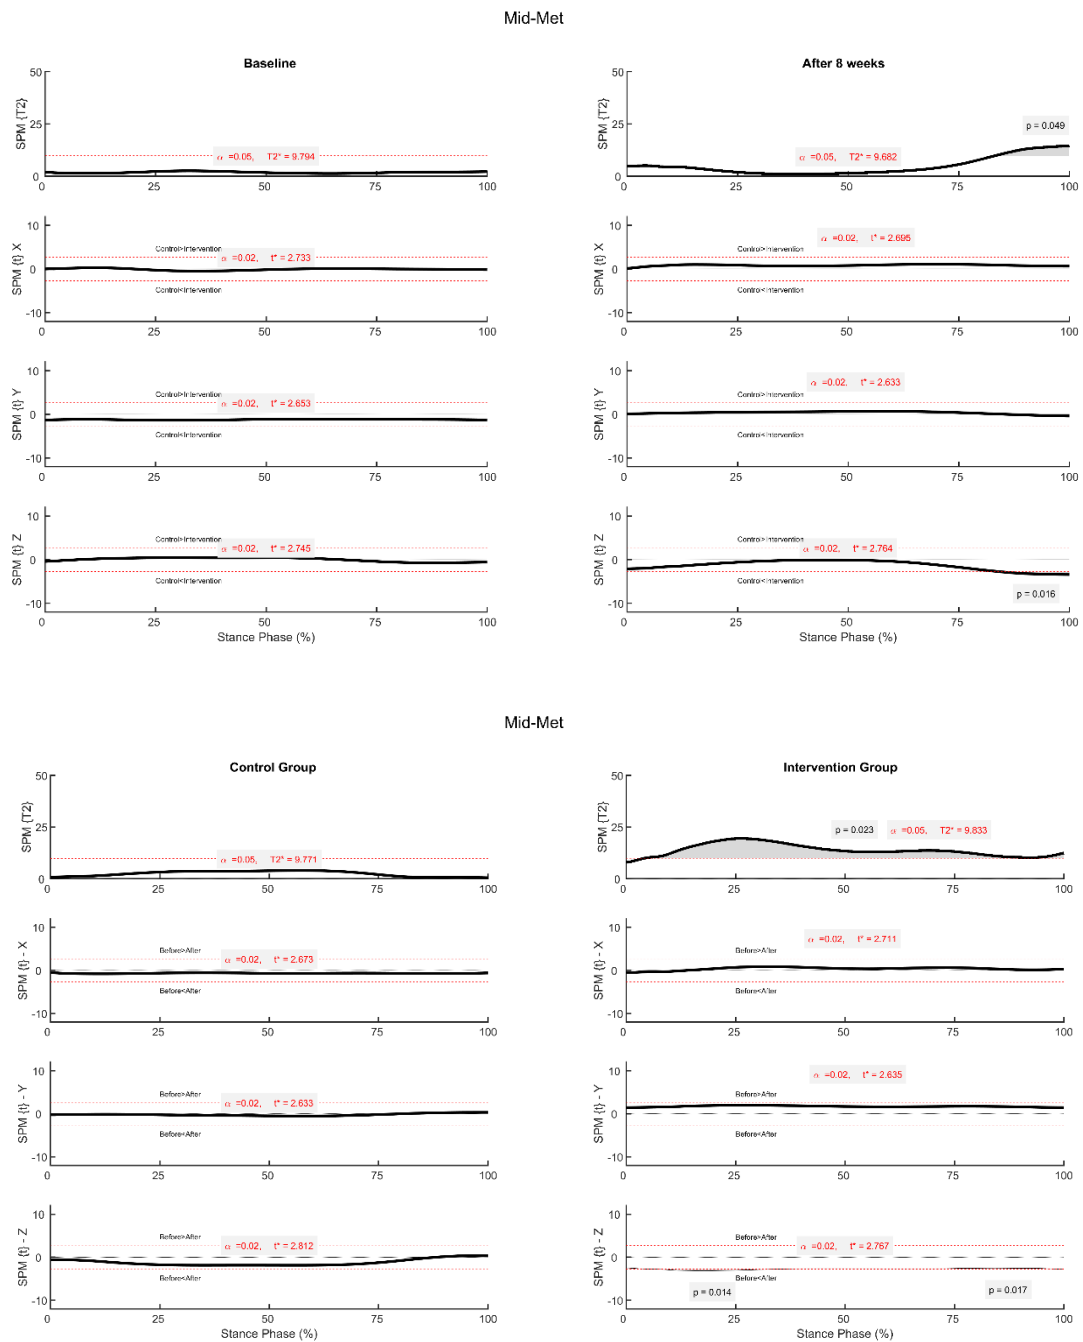 Mid-Met
Baseline
After 8 weeks
SPM {T2}
50
25
0
α =0.05, T2* = 9.794
0 25 50 75 100
SPM {T2}
50
25
0
p = 0.049
α =0.05, T2* = 9.682
0 25 50 75 100
SPM {t} X
10
0
-10
Control>Intervention
α =0.02, t* = 2.733
Control<Intervention
0 25 50 75 100
SPM {t} X
10
0
-10
α =0.02, t* = 2.695
Control>Intervention
Control<Intervention
0 25 50 75 100
SPM {t} Y
10
0
-10
Control>Intervention
α =0.02, t* = 2.653
Control<Intervention
0 25 50 75 100
SPM {t} Y
10
0
-10
α =0.02. t* = 2.633
Control>Intervention
Control<Intervention
0 25 50 75 100
SPM {t} Z
10
0
-10
Control>Intervention
α =0.02, t* = 2.745
Control<Intervention
0 25 50 75 100
Stance Phase (%)
SPM {t} Z
10
0
-10
Control>Intervention
α =0.02, t* = 2.764
Control<Intervention
p = 0.016
0 25 50 75 100
Stance Phase (%)
Mid-Met
Control Group
Intervention Group
SPM {T2}
50
25
0
α =0.05, T2* = 9.771
0 25 50 75 100
SPM {T2}
50
25
0
p = 0.023
α =0.05, T2* = 9.833
0 25 50 75 100
SPM {t} - X
10
0
-10
Before>After
α =0.02, t* = 2.673
Before<After
0 25 50 75 100
SPM {t} - X
10
0
-10
α =0.02, t* = 2.711
Before>After
Before<After
0 25 50 75 100
SPM {t} - Y
10
0
-10
Before>After
α =0.02, t* = 2.633
Before<After
0 25 50 75 100
SPM {t} - Y
10
0
-10
α =0.02, t* = 2.635
Before>After
Before<After
0 25 50 75 100
SPM {t} - Z
10
0
-10
Before>After
α =0.02, t* = 2.812
Before<After
0 25 50 75 100
Stance Phase (%)
SPM {t} - Z
10
0
-10
Before>After
α =0.02, t* = 2.767
Before<After
p = 0.014
p = 0.017
0 25 50 75 100
Stance Phase (%)